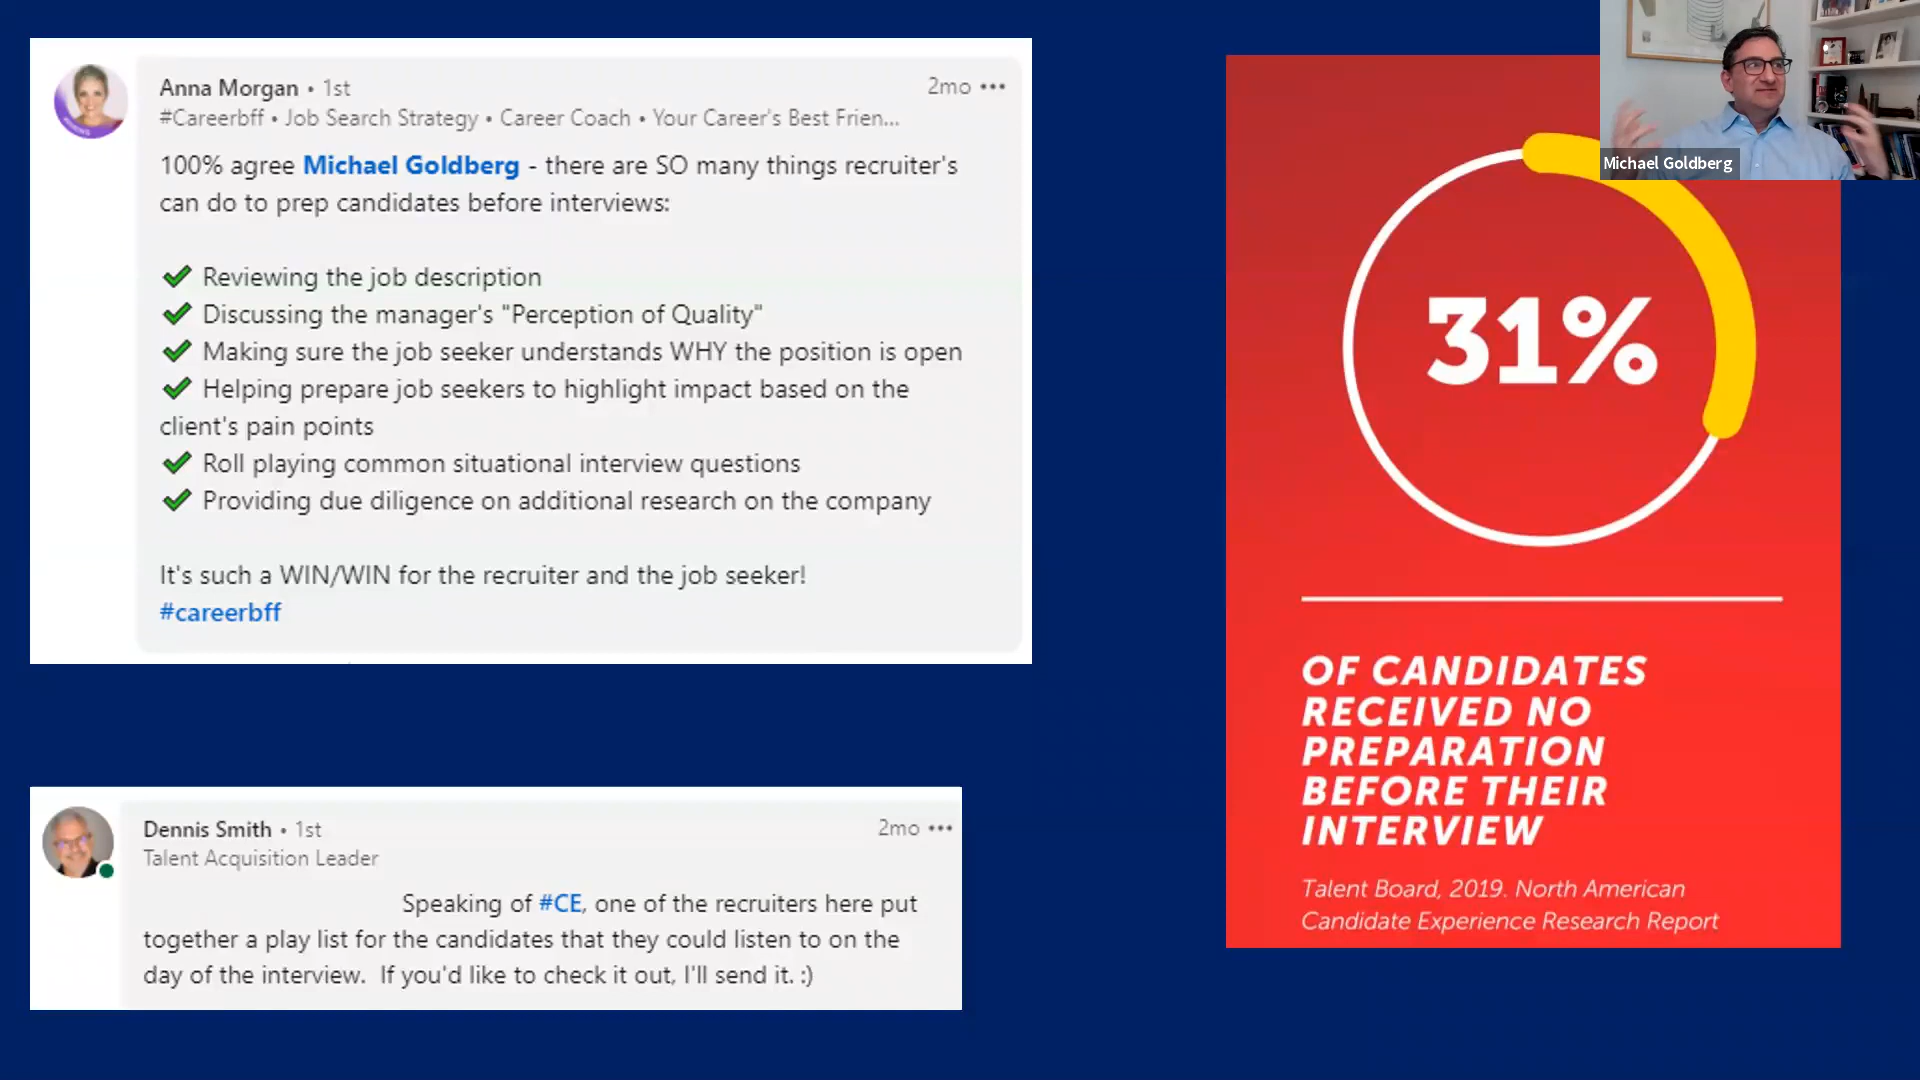 Anna Morgan • 1st
2mo •••
#Careerbff • Job Search Strategy • Career Coach • Your Career's Best Frien...
100% agree Michael Goldberg - there are SO many things recruiter's
can do to prep candidates before interviews:
✔ Reviewing the job description
✔ Discussing the manager's "Perception of Quality"
✔ Making sure the job seeker understands WHY the position is open
✔ Helping prepare job seekers to highlight impact based on the
client's pain points
✔ Roll playing common situational interview questions
✔ Providing due diligence on additional research on the company
It's such a WIN/WIN for the recruiter and the job seeker!
#careerbff
Dennis Smith • 1st
2mo •••
Talent Acquisition Leader
Speaking of #CE, one of the recruiters here put
together a play list for the candidates that they could listen to on the
day of the interview.  If you'd like to check it out, I'll send it. :)
Michael Goldberg
31%
OF CANDIDATES
RECEIVED NO
PREPARATION
BEFORE THEIR
INTERVIEW
Talent Board, 2019. North American
Candidate Experience Research Report